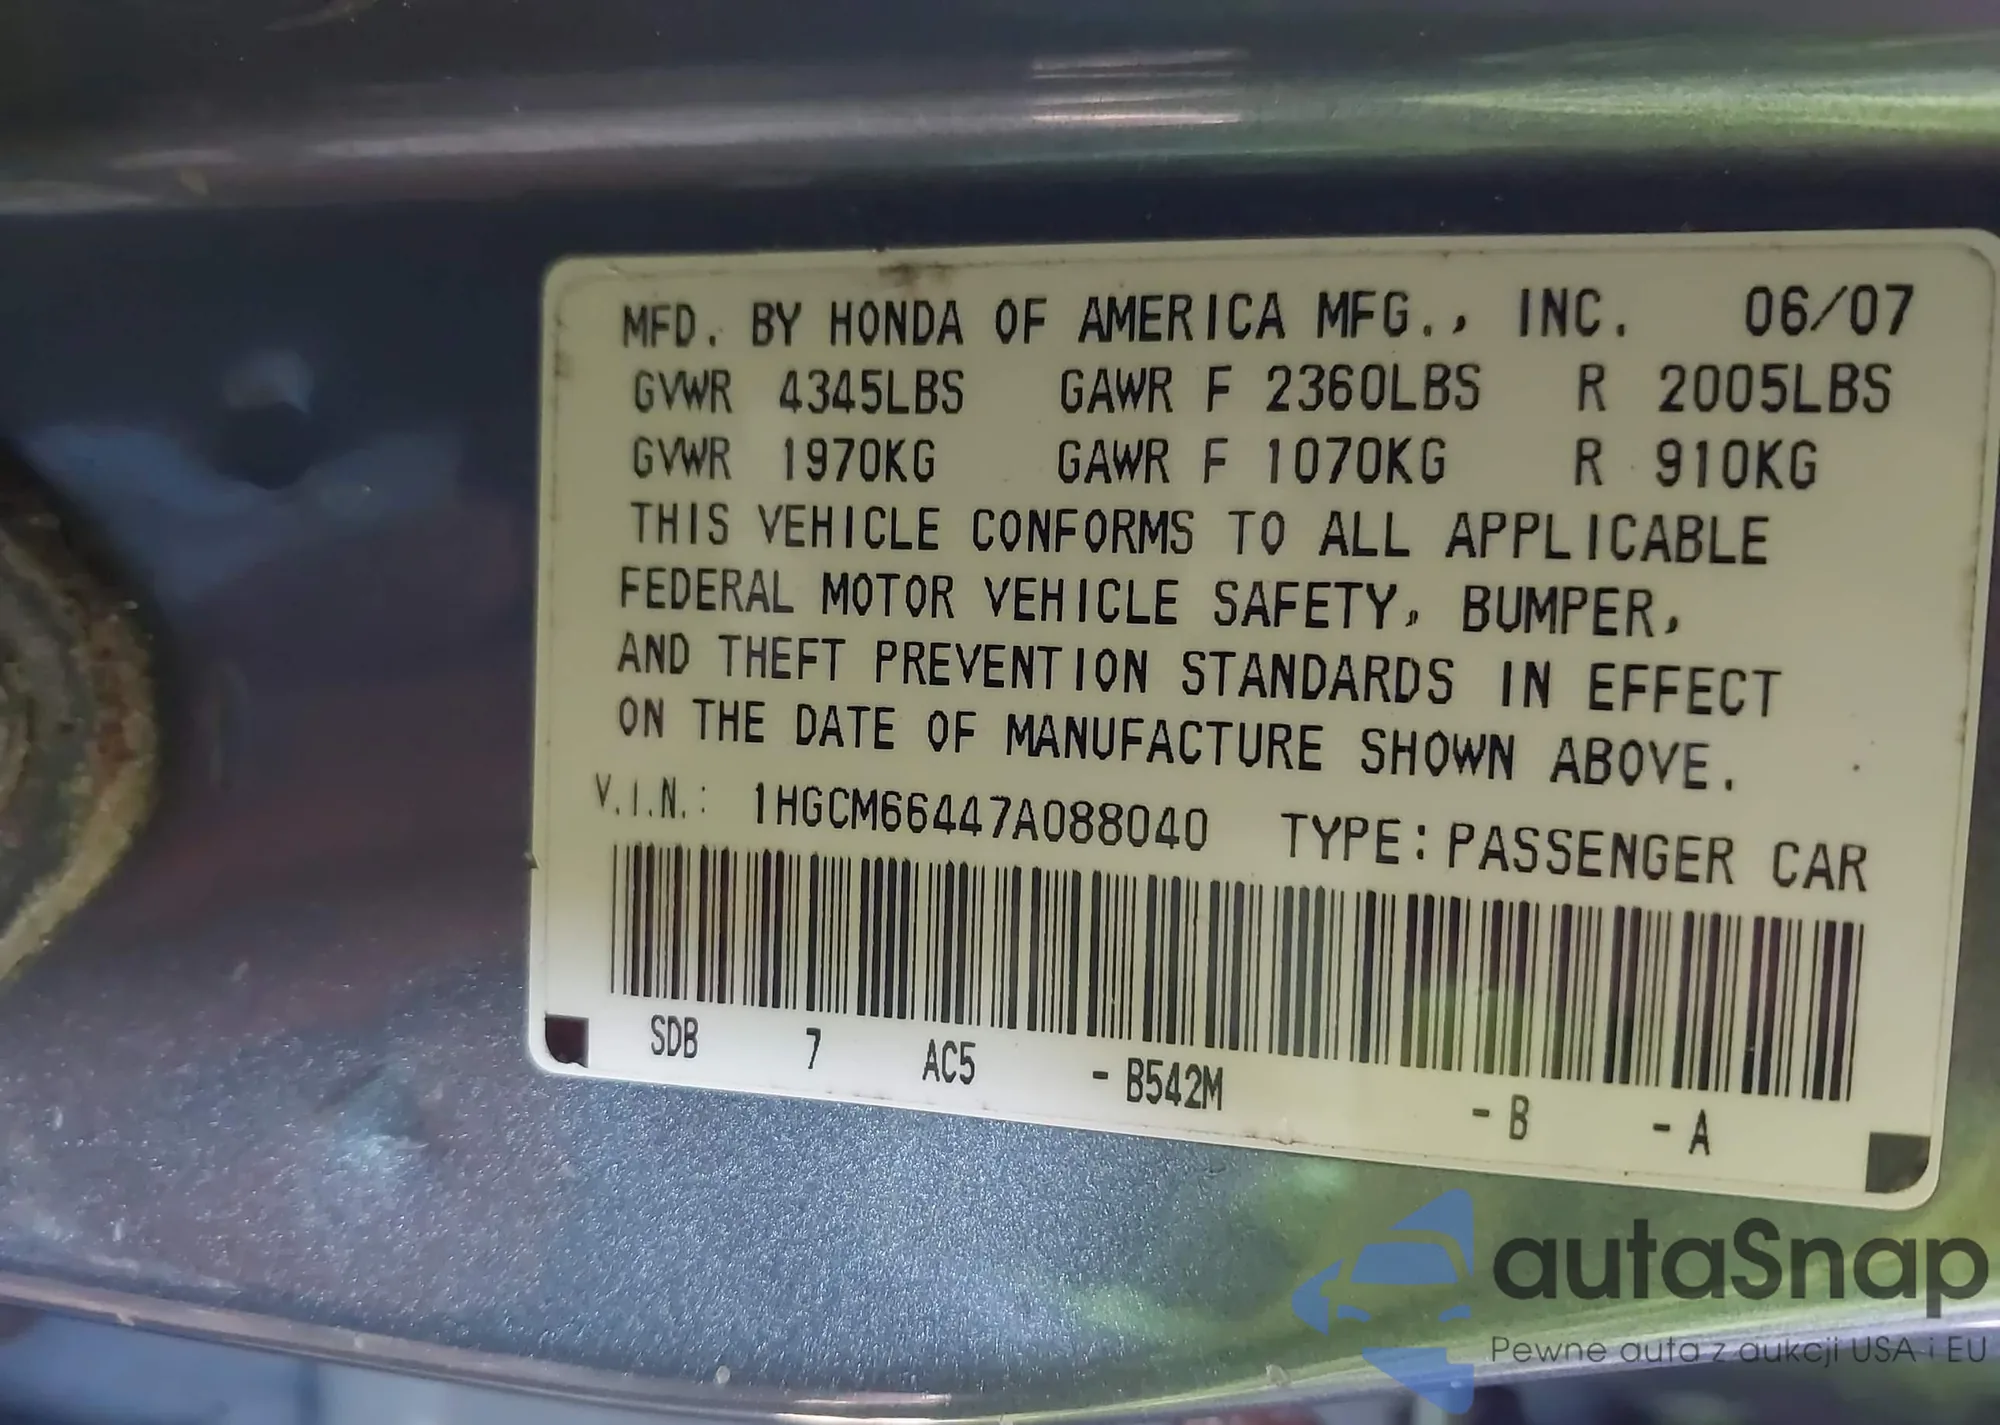 MFD. BY HONDA OF AMERICA MFG., INC. 06/07
GVWR 4345LBS GAWR F 2360LBS R 2005LBS
GVWR 1970KG GAWR F 1070KG R 910KG
THIS VEHICLE CONFORMS TO ALL APPLICABLE
FEDERAL MOTOR VEHICLE SAFETY, BUMPER,
AND THEFT PREVENTION STANDARDS IN EFFECT
ON THE DATE OF MANUFACTURE SHOWN ABOVE.
V.I.N.: 1HGCM66447A088040 TYPE: PASSENGER CAR
SDB 7 AC5 - B542M - B - A
autaSnap
Pewne auta z aukcji USA i EU